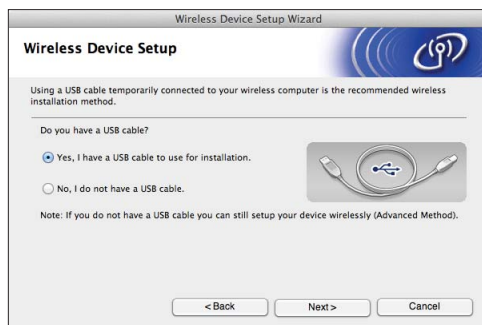 Wireless Device Setup Wizard
Wireless Device Setup
Using a USB cable temporarily connected to your wireless computer is the recommended wireless
installation method.
Do you have a USB cable?
Yes, I have a USB cable to use for installation.
No, I do not have a USB cable.
Note: If you do not have a USB cable you can still setup your device wirelessly (Advanced Method).
< Back
Next >
Cancel